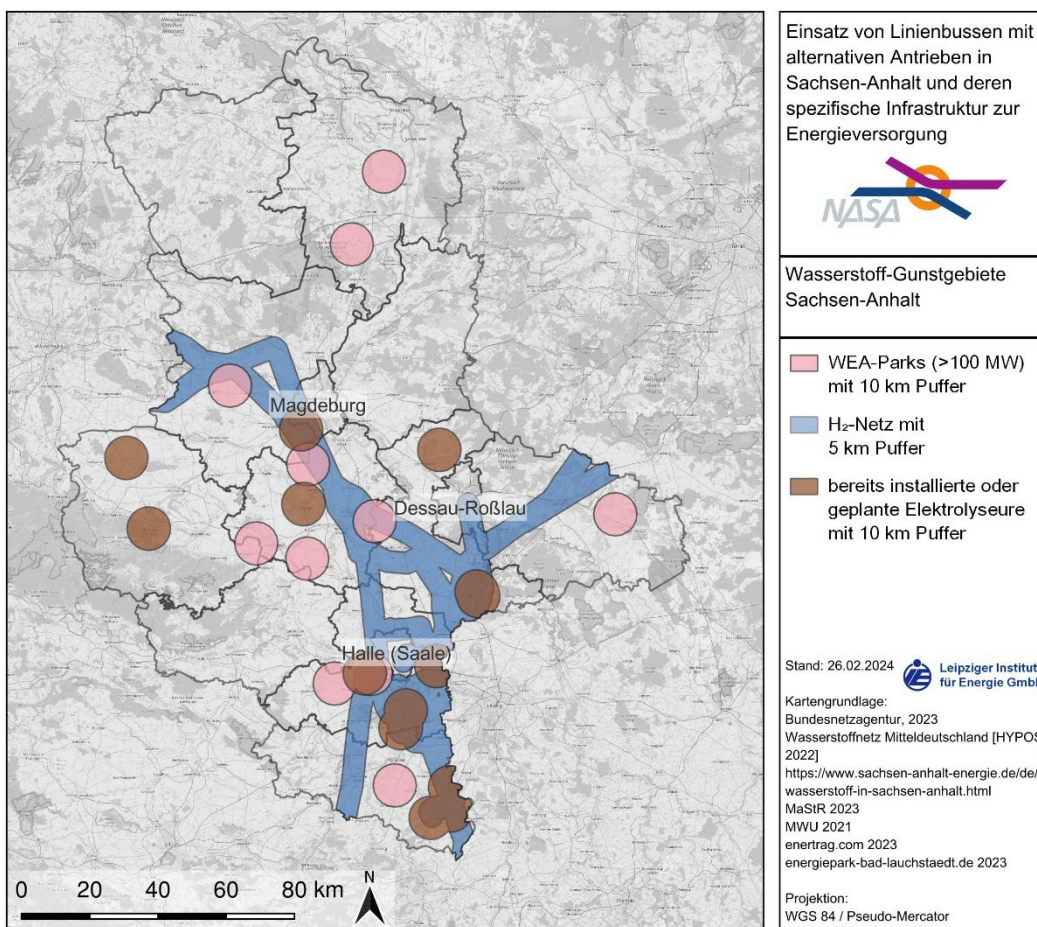 Magdeburg
Dessau-Roßlau
Halle (Saale)
0 20 40 60 80 km
N
Einsatz von Linienbussen mit
alternativen Antrieben in
Sachsen-Anhalt und deren
spezifische Infrastruktur zur
Energieversorgung
NASA
Wasserstoff-Gunstgebiete
Sachsen-Anhalt
WEA-Parks (>100 MW)
mit 10 km Puffer
H₂-Netz mit
5 km Puffer
bereits installierte oder
geplante Elektrolyseure
mit 10 km Puffer
Stand: 26.02.2024
Leipziger Institut
für Energie GmbH
Kartengrundlage:
Bundesnetzagentur, 2023
Wasserstoffnetz Mitteldeutschland [HYPOS
2022]
https://www.sachsen-anhalt-energie.de/de/
wasserstoff-in-sachsen-anhalt.html
MaStR 2023
MWU 2021
enertrag.com 2023
energiepark-bad-lauchstaedt.de 2023
Projektion:
WGS 84 / Pseudo-Mercator